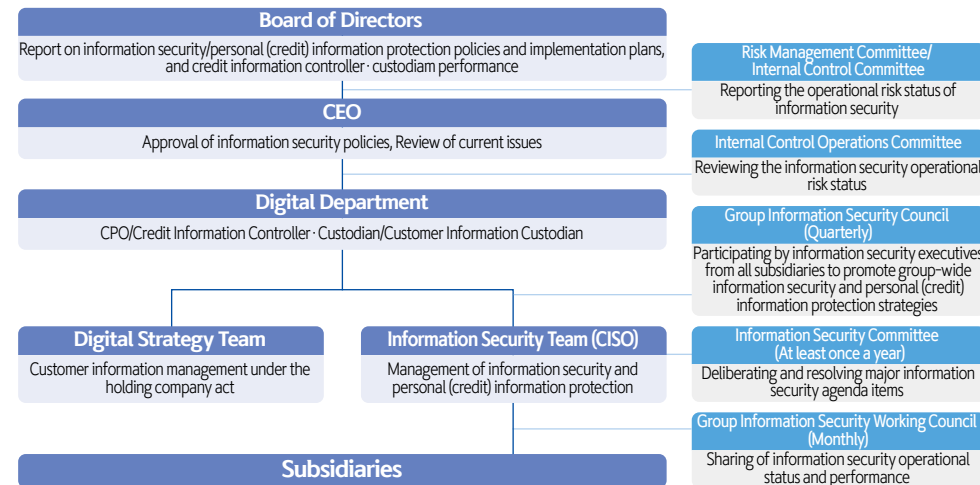 Board of Directors
Report on information security/personal (credit) information protection policies and implementation plans,
and credit information controller · custodiam performance
Risk Management Committee/
Internal Control Committee
Reporting the operational risk status of
information security
CEO
Approval of information security policies, Review of current issues
Internal Control Operations Committee
Reviewing the information security operational
risk status
Digital Department
CPO/Credit Information Controller · Custodian/Customer Information Custodian
Group Information Security Council
(Quarterly)
Participating by information security executives
from all subsidiaries to promote group-wide
information security and personal (credit)
information protection strategies
Digital Strategy Team
Customer information management under the
holding company act
Information Security Team (CISO)
Management of information security and
personal (credit) information protection
Information Security Committee
(At least once a year)
Deliberating and resolving major information
security agenda items
Group Information Security Working Council
(Monthly)
Sharing of information security operational
status and performance
Subsidiaries